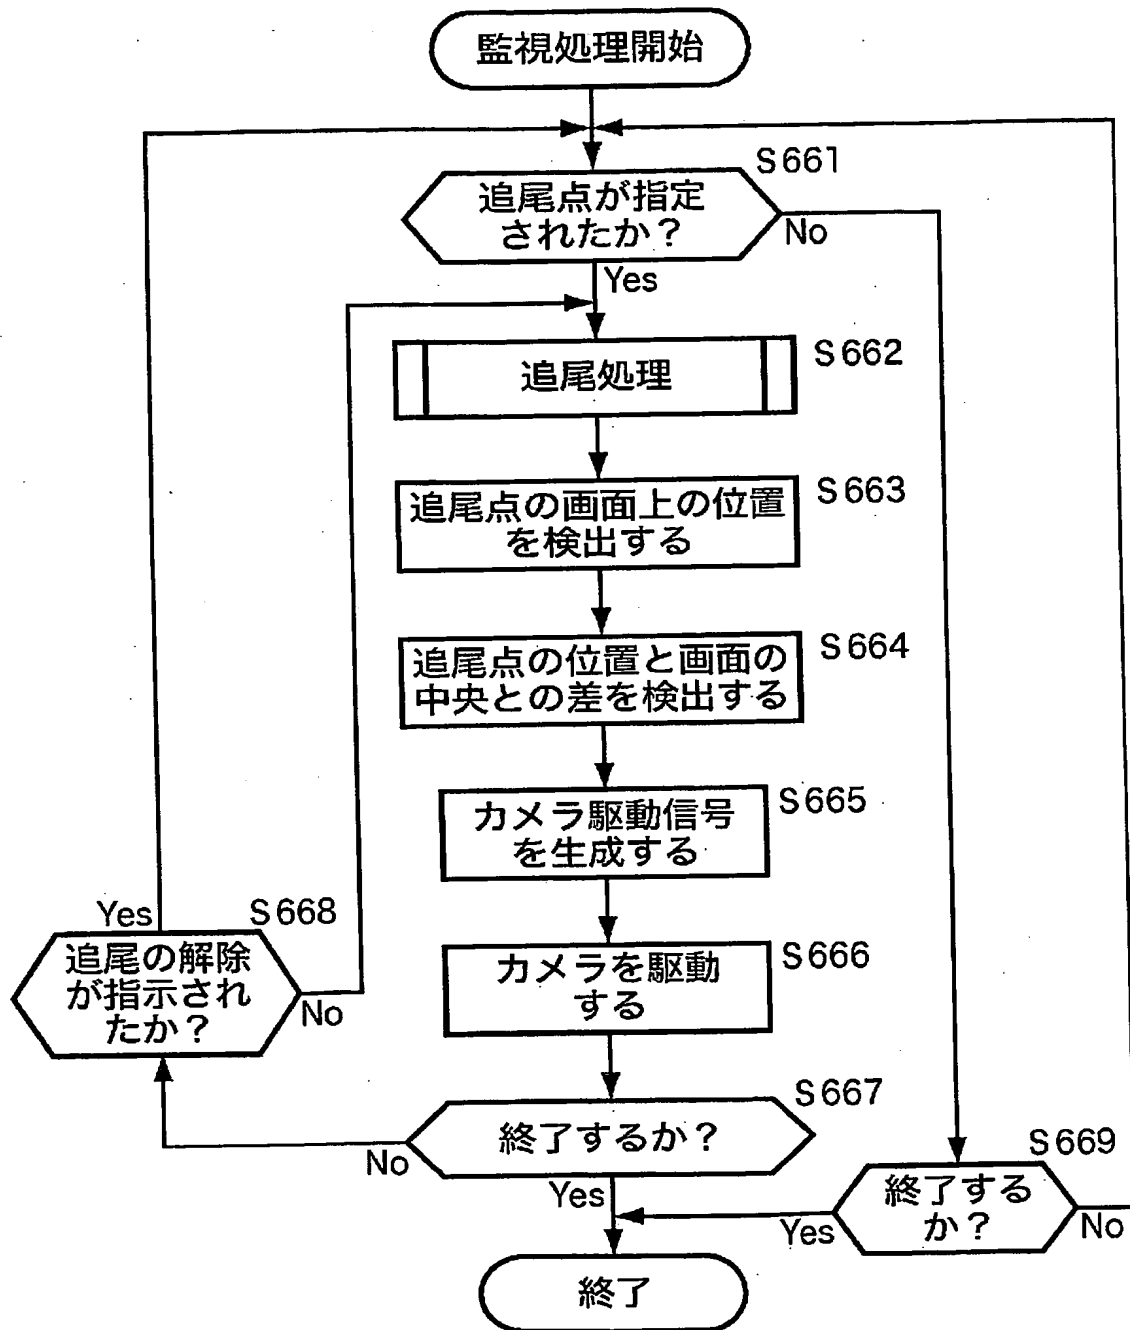 監視処理開始
S661
追尾点が指定
されたか？
No
Yes
追尾処理
S662
追尾点の画面上の位置
を検出する
S663
追尾点の位置と画面の
中央との差を検出する
S664
カメラ駆動信号
を生成する
S665
カメラを駆動
する
S666
Yes
S668
追尾の解除
が指示され
たか？
No
終了するか？
S667
No
Yes
S669
終了する
か？
Yes
No
終了